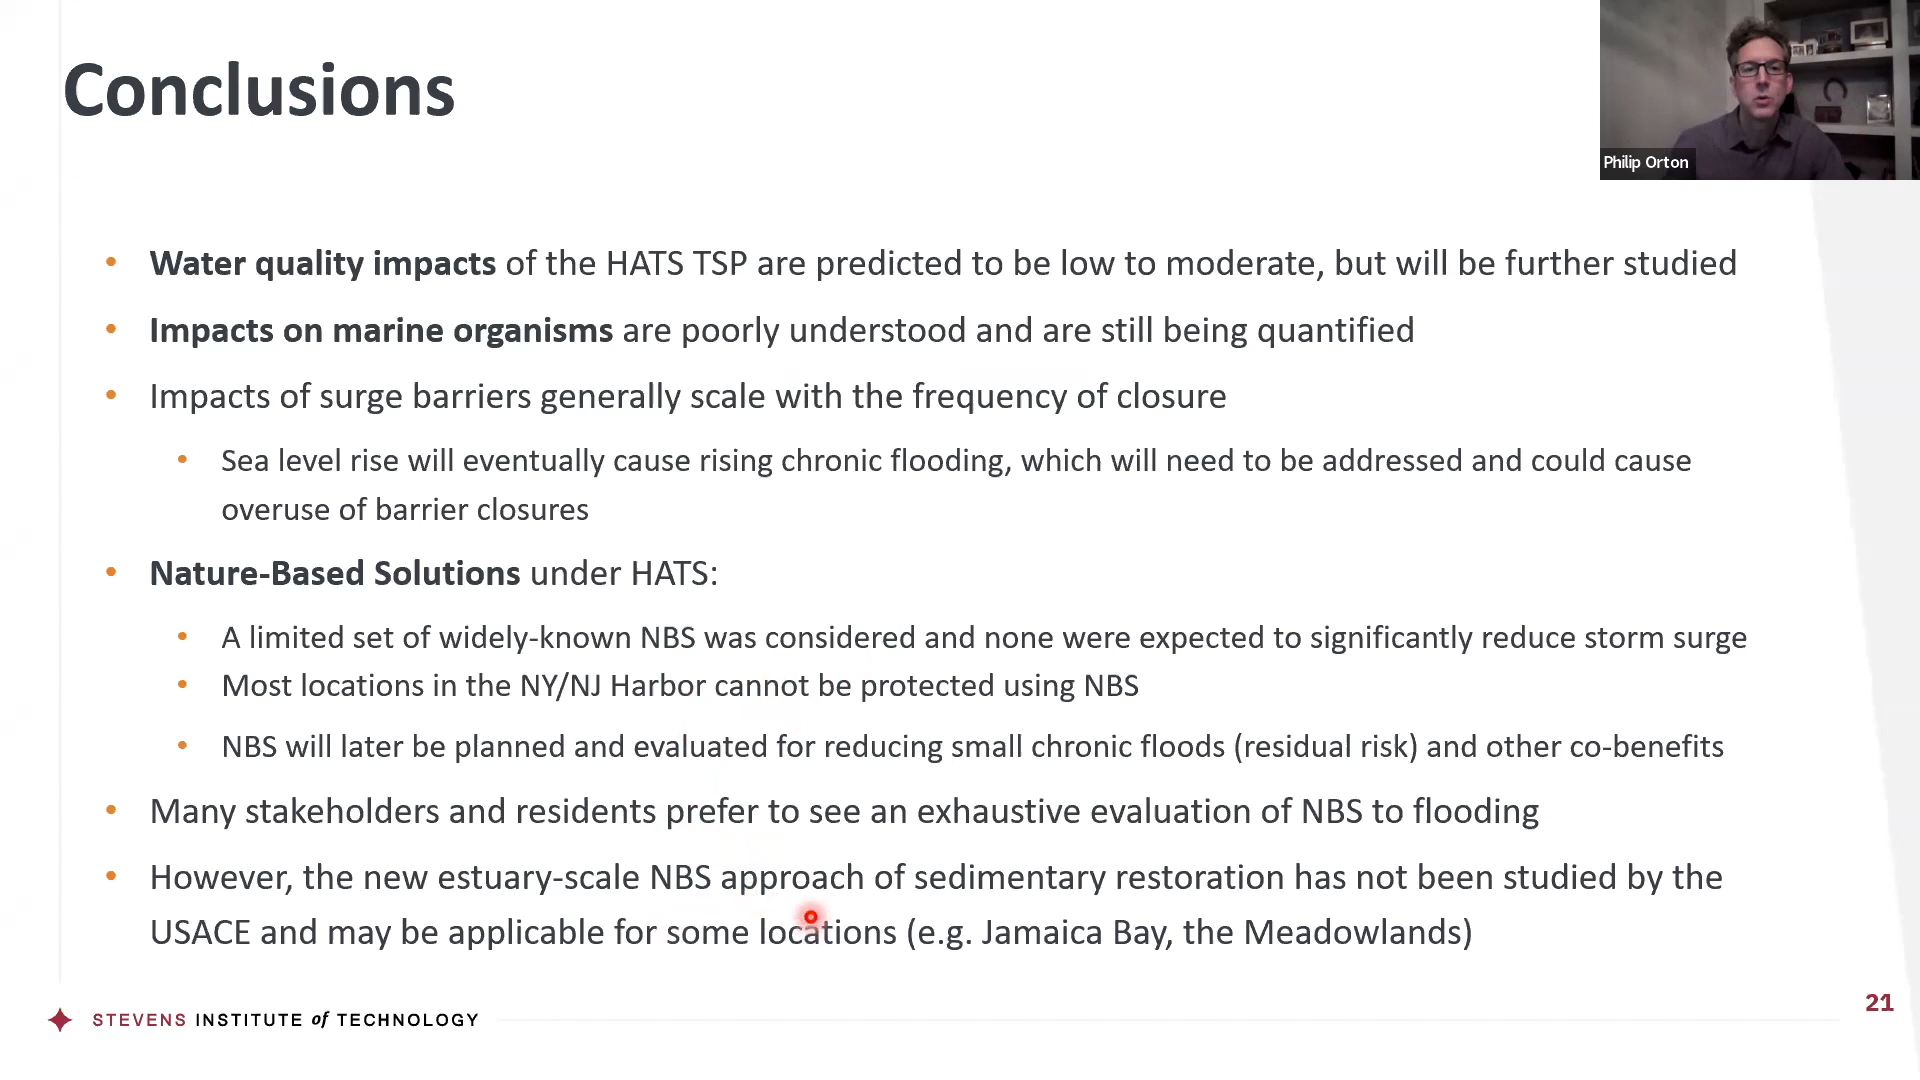 Conclusions
Philip Orton
• Water quality impacts of the HATS TSP are predicted to be low to moderate, but will be further studied
• Impacts on marine organisms are poorly understood and are still being quantified
• Impacts of surge barriers generally scale with the frequency of closure
• Sea level rise will eventually cause rising chronic flooding, which will need to be addressed and could cause
overuse of barrier closures
• Nature-Based Solutions under HATS:
• A limited set of widely-known NBS was considered and none were expected to significantly reduce storm surge
• Most locations in the NY/NJ Harbor cannot be protected using NBS
• NBS will later be planned and evaluated for reducing small chronic floods (residual risk) and other co-benefits
• Many stakeholders and residents prefer to see an exhaustive evaluation of NBS to flooding
• However, the new estuary-scale NBS approach of sedimentary restoration has not been studied by the
USACE and may be applicable for some locations (e.g. Jamaica Bay, the Meadowlands)
STEVENS INSTITUTE of TECHNOLOGY
21